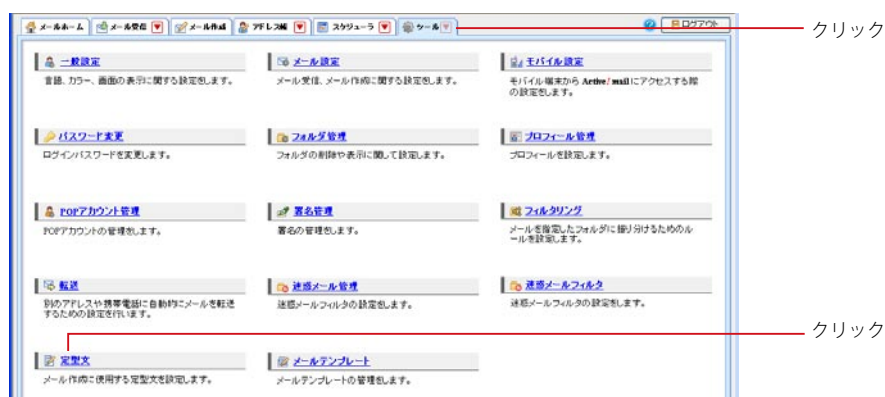 メールホーム メール受信 メール作成 アドレス帳 スケジューラ ツール ログアウト
クリック
一般設定 メール設定 モバイル設定
言語、カラー、画面の表示に関する設定をします。 メール受信、メール作成に関する設定をします。 モバイル端末から Active! mail にアクセスする際
の設定をします。
パスワード変更 フォルダ管理 プロフィール管理
ログインパスワードを変更します。 フォルダの削除や表示に関して設定します。 プロフィールを設定します。
POPアカウント管理 署名管理 フィルタリング
POPアカウントの管理をします。 署名の管理をします。 メールを指定したフォルダに振り分けるためのル
ールを設定します。
転送 迷惑メール管理 迷惑メールフィルタ
別のアドレスや携帯電話に自動的にメールを転送 迷惑メールフィルタの設定をします。 迷惑メールフィルタの設定をします。
するための設定を行います。
クリック
定型文 メールテンプレート
メール作成に使用する定型文を設定します。 メールテンプレートの管理をします。